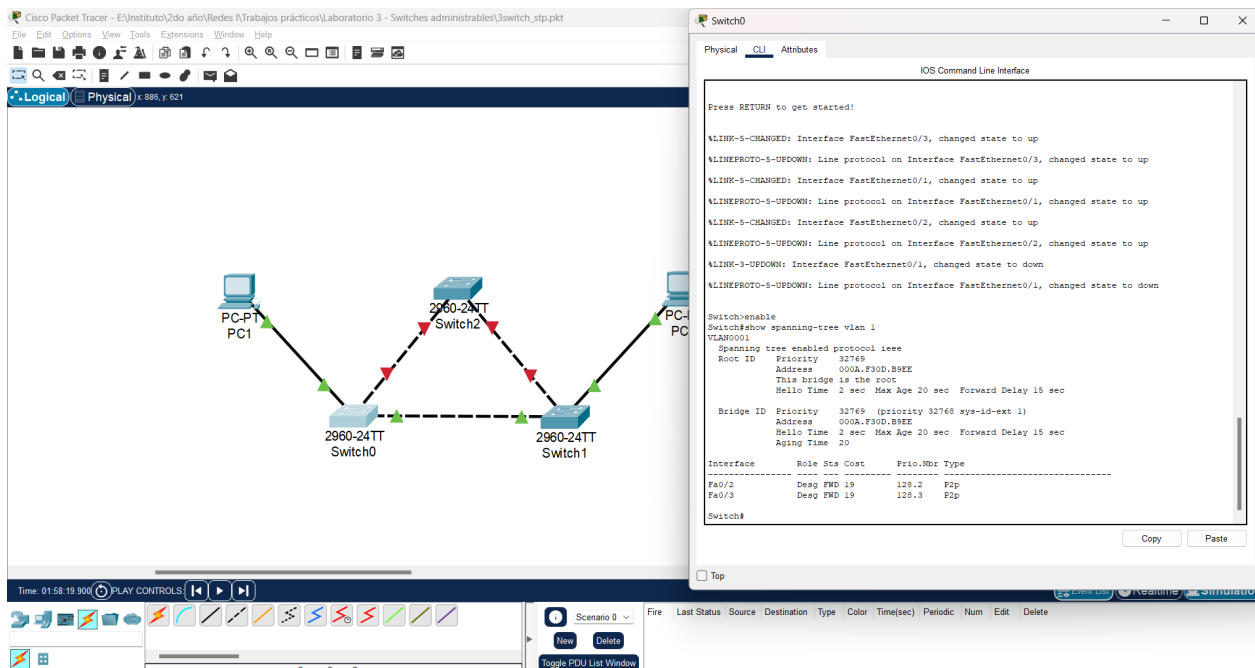 Cisco Packet Tracer - E:\Instituto\2do año\Redes I\Trabajos prácticos\Laboratorio 3 - Switches administrables\3switch_stp.pkt
File Edit Options View Tools Extensions Window Help
Logical Physical x: 886, y: 621
PC-PT
PC1
2960-24TT
Switch2
PC-
PC
2960-24TT
Switch0
2960-24TT
Switch1
Switch0
Physical CLI Attributes
IOS Command Line Interface
Press RETURN to get started!
%LINK-5-CHANGED: Interface FastEthernet0/3, changed state to up
%LINEPROTO-5-UPDOWN: Line protocol on Interface FastEthernet0/3, changed state to up
%LINK-5-CHANGED: Interface FastEthernet0/1, changed state to up
%LINEPROTO-5-UPDOWN: Line protocol on Interface FastEthernet0/1, changed state to up
%LINK-5-CHANGED: Interface FastEthernet0/2, changed state to up
%LINEPROTO-5-UPDOWN: Line protocol on Interface FastEthernet0/2, changed state to up
%LINK-3-UPDOWN: Interface FastEthernet0/1, changed state to down
%LINEPROTO-5-UPDOWN: Line protocol on Interface FastEthernet0/1, changed state to down
Switch>enable
Switch#show spanning-tree vlan 1
VLAN0001
Spanning tree enabled protocol ieee
Root ID Priority 32769
Address 000A.F30D.B9EE
This bridge is the root
Hello Time 2 sec Max Age 20 sec Forward Delay 15 sec
Bridge ID Priority 32769 (priority 32768 sys-id-ext 1)
Address 000A.F30D.B9EE
Hello Time 2 sec Max Age 20 sec Forward Delay 15 sec
Aging Time 20
Interface Role Sts Cost Prio.Nbr Type
---------------- ---- --- --------- -------- --------------------------------
Fa0/2 Desg FWD 19 128.2 P2p
Fa0/3 Desg FWD 19 128.3 P2p
Switch#
Copy Paste
Top
Time: 01:58:19.900 PLAY CONTROLS:
Event List Realtime Simulatio
Scenario 0
New Delete
Toggle PDU List Window
Fire Last Status Source Destination Type Color Time(sec) Periodic Num Edit Delete